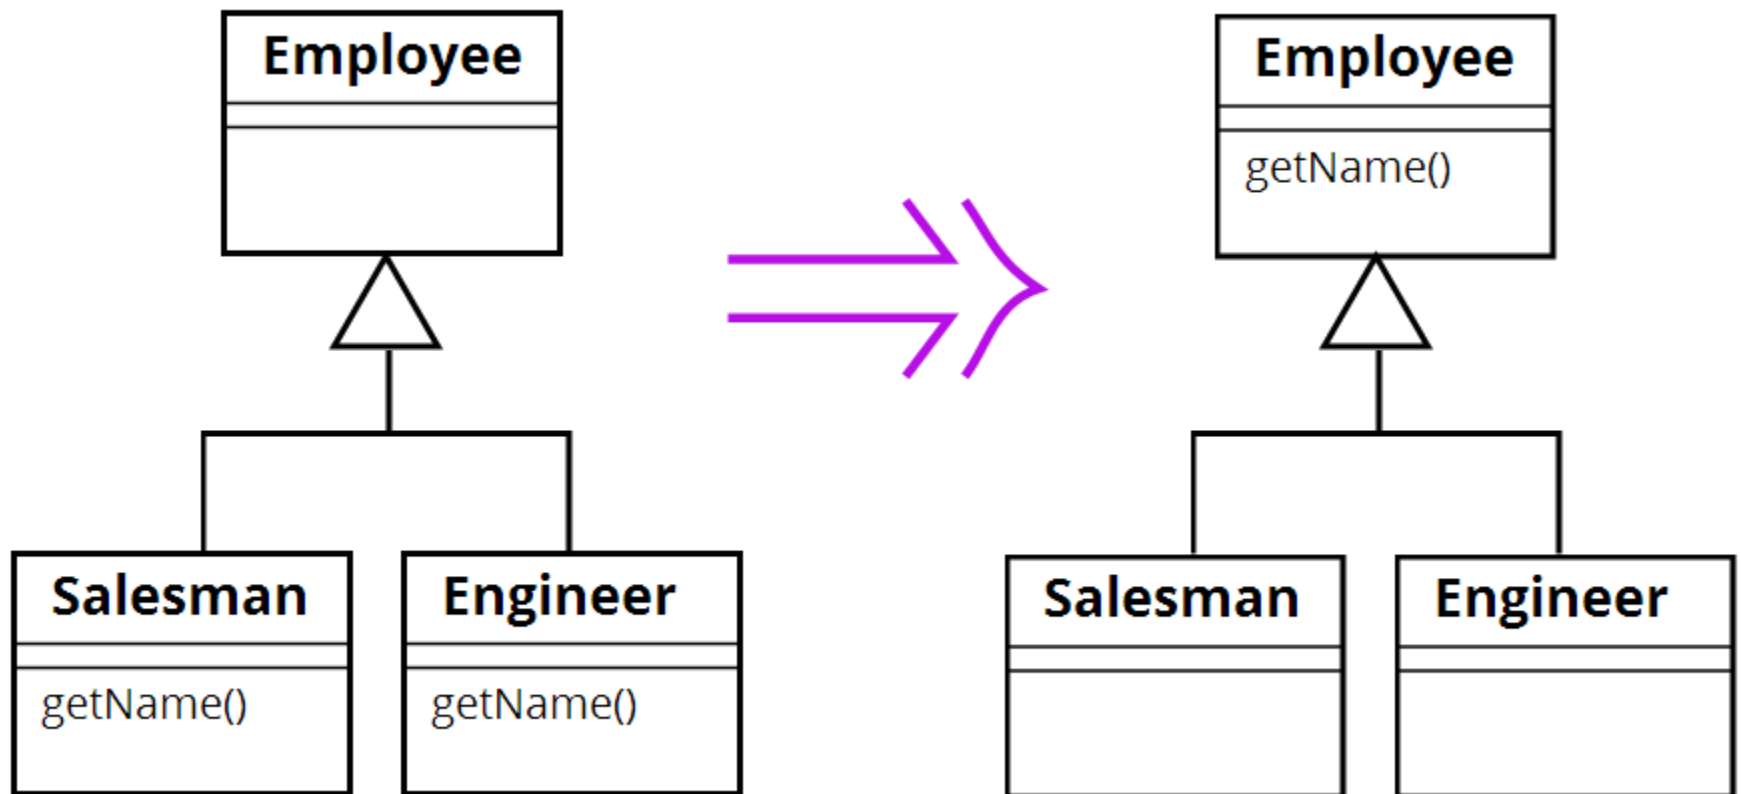 Employee
Salesman
getName()
Engineer
getName()
Employee
getName()
Salesman
Engineer